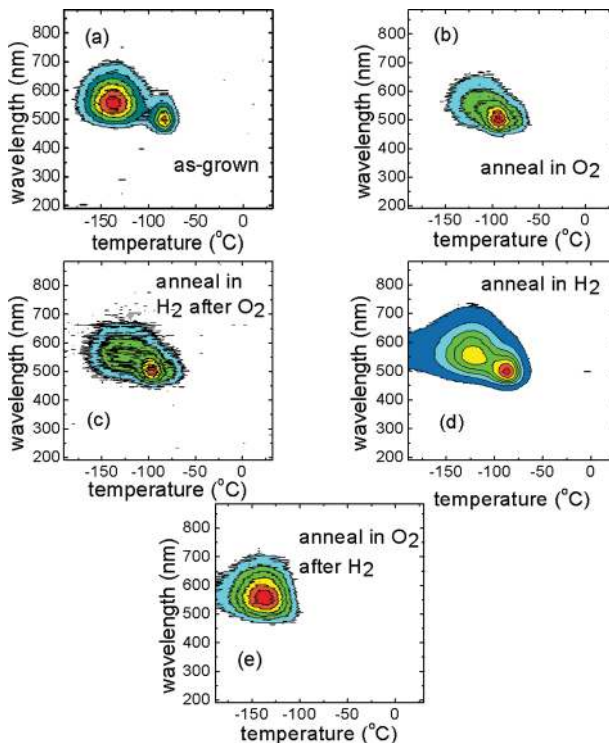 (a)
wavelength (nm)
800
700
600
500
400
300
200
as-grown
-150 -100 -50 0
temperature (°C)
(b)
wavelength (nm)
800
700
600
500
400
300
200
anneal in O2
-150 -100 -50 0
temperature (°C)
anneal in
H2 after O2
wavelength (nm)
800
700
600
500
400
300
200
(c)
-150 -100 -50 0
temperature (°C)
anneal in H2
wavelength (nm)
800
700
600
500
400
300
200
(d)
-150 -100 -50 0
temperature (°C)
anneal in O2
after H2
wavelength (nm)
800
700
600
500
400
300
200
(e)
-150 -100 -50 0
temperature (°C)